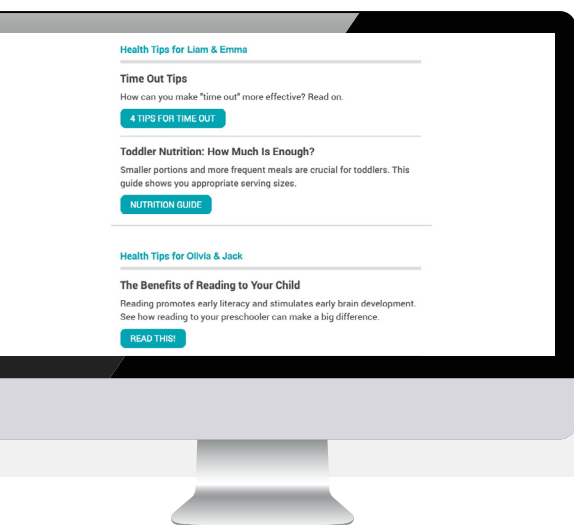 Health Tips for Liam & Emma
Time Out Tips
How can you make "time out" more effective? Read on.
4 TIPS FOR TIME OUT
Toddler Nutrition: How Much Is Enough?
Smaller portions and more frequent meals are crucial for toddlers. This
guide shows you appropriate serving sizes.
NUTRITION GUIDE
Health Tips for Olivia & Jack
The Benefits of Reading to Your Child
Reading promotes early literacy and stimulates early brain development.
See how reading to your preschooler can make a big difference.
READ THIS!